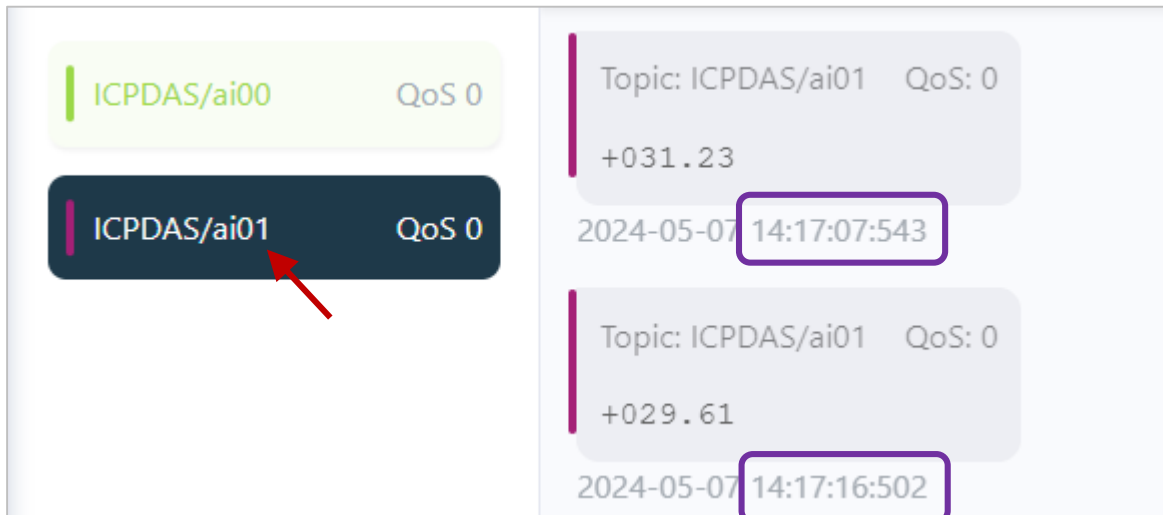 ICPDAS/ai00 QoS 0
ICPDAS/ai01 QoS 0
Topic: ICPDAS/ai01 QoS: 0
+031.23
2024-05-07 14:17:07:543
Topic: ICPDAS/ai01 QoS: 0
+029.61
2024-05-07 14:17:16:502